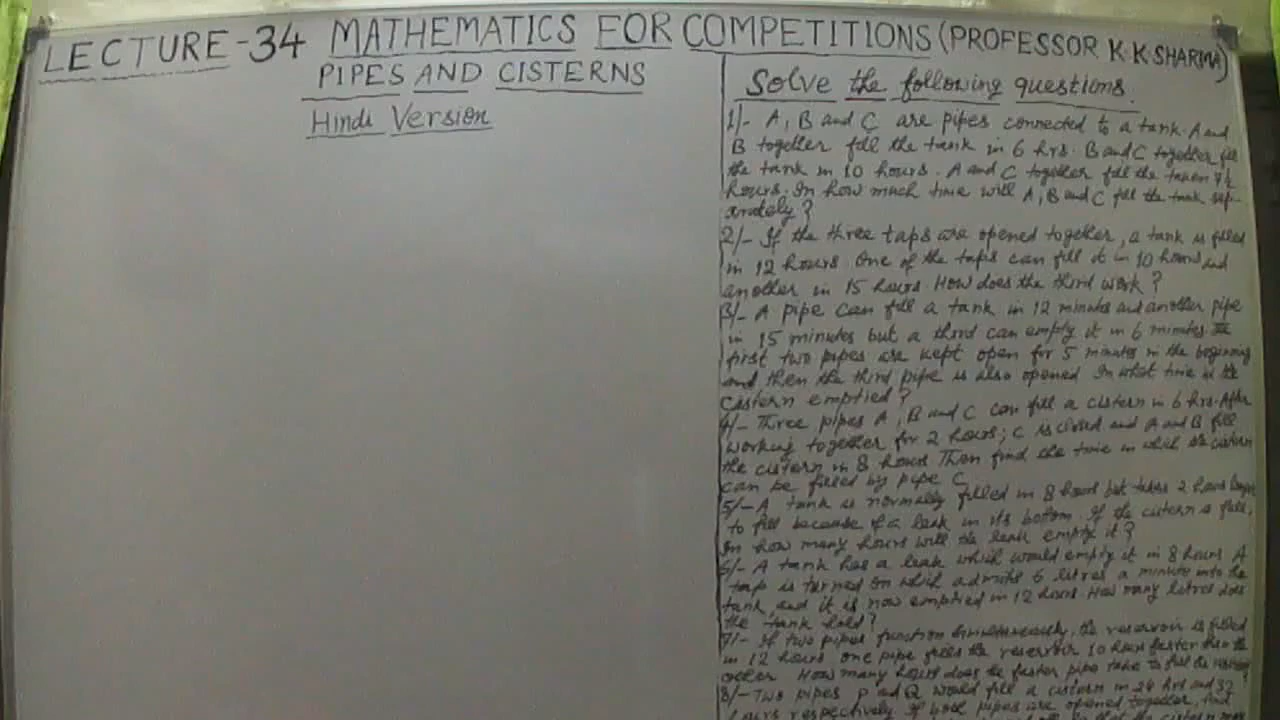 LECTURE-34 MATHEMATICS FOR COMPETITIONS (PROFESSOR K K SHARMA)
PIPES AND CISTERNS
Hindi Version
Solve the following questions.
1/- A, B and C are pipes connected to a tank. A and
B together fill the tank in 6 hrs. B and C together fill
the tank in 10 hours. A and C together fill the 7½
hours. In how much time will A, B and C fill the tank sep-
arately?
2/- If the three taps are opened together, a tank is filled
in 12 hours. One of the taps can fill it in 10 hours and
another in 15 hours. How does the third work?
3/- A pipe can fill a tank in 12 minutes and another pipe
in 15 minutes but a third can empty it in 6 minutes.
first two pipes are kept open for 5 minutes in the beginning
and then the third pipe is also opened. In what time is the
cistern emptied?
4/- Three pipes A, B and C can fill a cistern in 6 hrs. After
working together for 2 hours; C is closed and A and B fill
the cistern in 8 hours. Then find the time in which the cistern
can be filled by pipe C
5/- A tank is normally filled in 8 hours but takes 2 hours longer
to fill because of a leak in its bottom. If the cistern is full,
In how many hours will the leak empty it?
6/- A tank has a leak which would empty it in 8 hours. A
tap is turned on which admits 6 litres a minute into the
tank, and it is now emptied in 12 hours. How many litres does
the tank hold?
7/- If two pipes function simultaneously, the reservoir is filled
in 12 hours. one pipe fills the reservoir 10 hours faster than the
other. How many hours does the faster pipe take to fill the
8/- Two pipes P and Q would fill a cistern in 24 hrs and 32
hours respectively. If both pipes are opened together, find